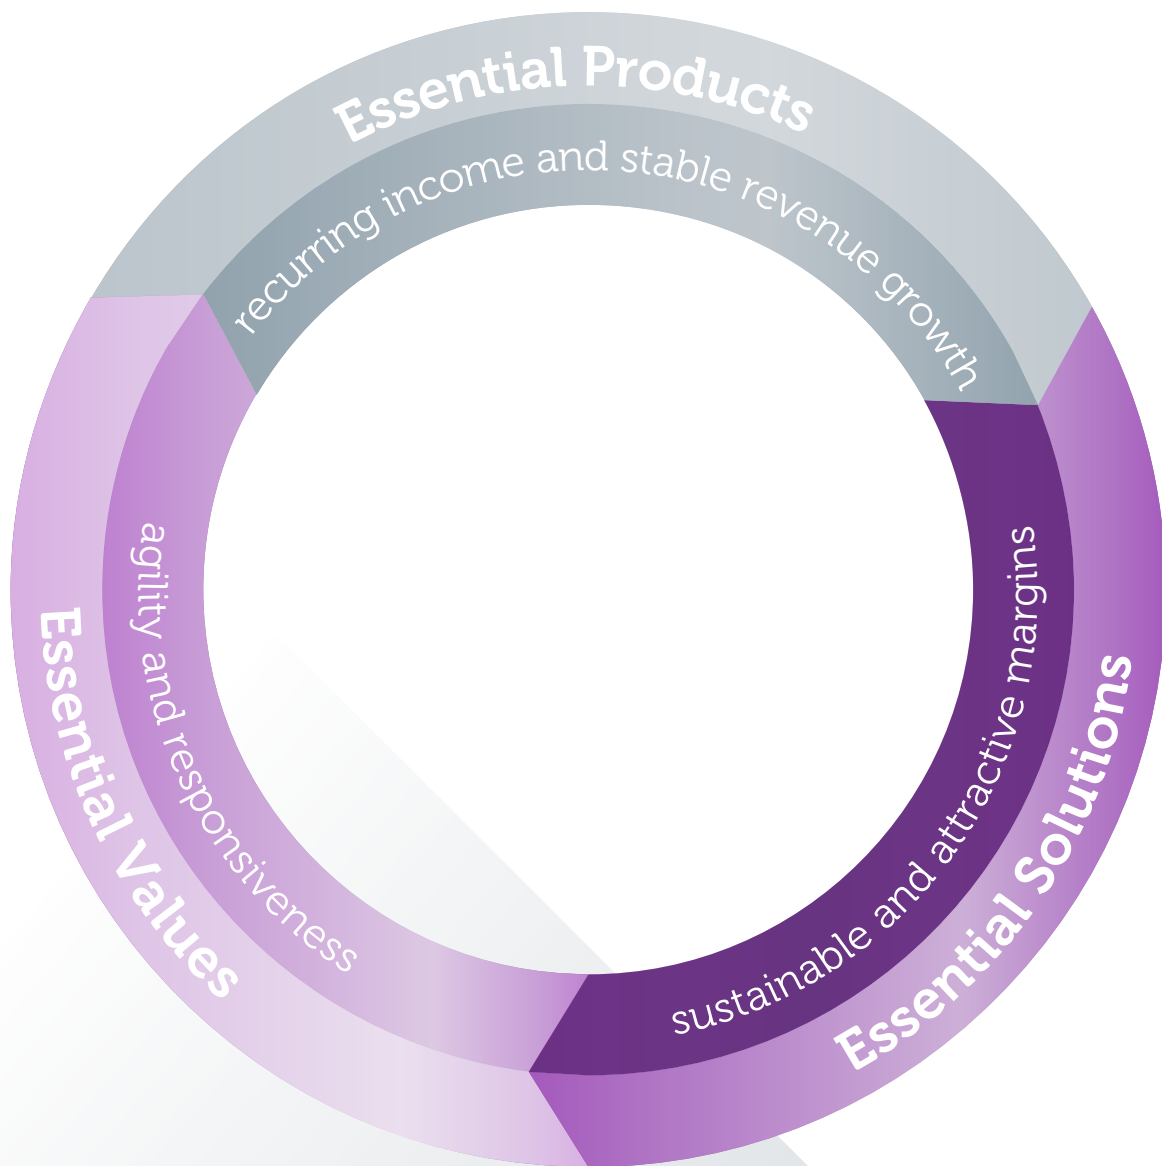 Essential Products
recurring income and stable revenue growth
Essential Solutions
sustainable and attractive margins
Essential Values
agility and responsiveness